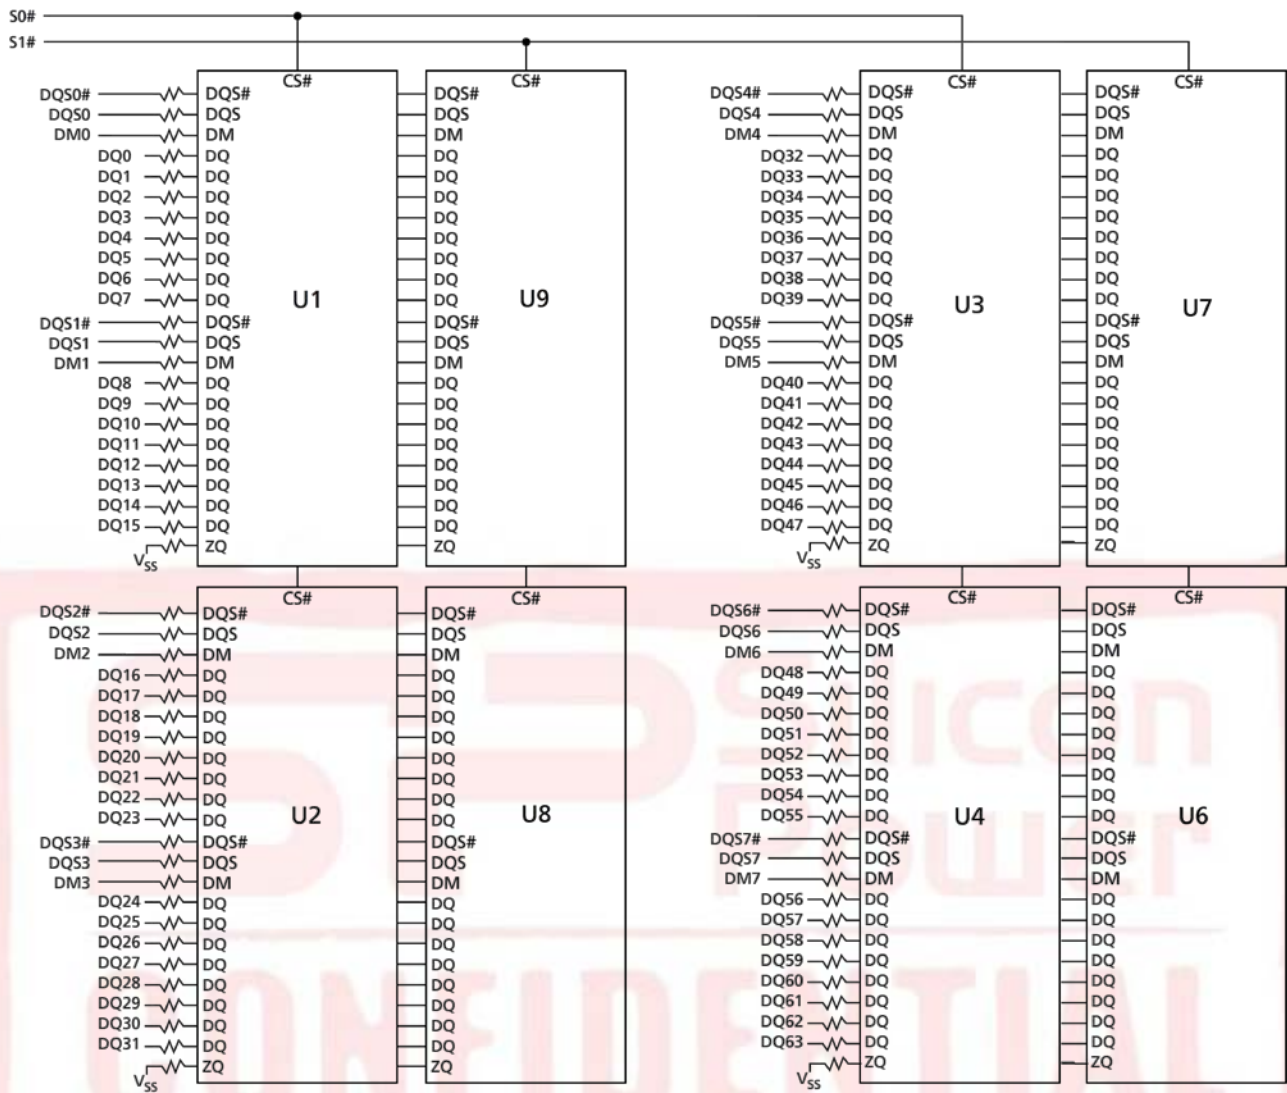 S0#
S1#
CS#
DQS0# DQS# DQS#
DQS0 DQS DQS
DM0 DM DM
DQ0 DQ DQ
DQ1 DQ DQ
DQ2 DQ DQ
DQ3 DQ DQ
DQ4 DQ DQ
DQ5 DQ DQ
DQ6 DQ DQ
DQ7 DQ DQ
U1
U9
DQS1# DQS# DQS#
DQS1 DQS DQS
DM1 DM DM
DQ8 DQ DQ
DQ9 DQ DQ
DQ10 DQ DQ
DQ11 DQ DQ
DQ12 DQ DQ
DQ13 DQ DQ
DQ14 DQ DQ
DQ15 DQ DQ
VSS ZQ ZQ
CS#
CS#
DQS4# DQS# DQS#
DQS4 DQS DQS
DM4 DM DM
DQ32 DQ DQ
DQ33 DQ DQ
DQ34 DQ DQ
DQ35 DQ DQ
DQ36 DQ DQ
DQ37 DQ DQ
DQ38 DQ DQ
DQ39 DQ DQ
U3
U7
DQS5# DQS# DQS#
DQS5 DQS DQS
DM5 DM DM
DQ40 DQ DQ
DQ41 DQ DQ
DQ42 DQ DQ
DQ43 DQ DQ
DQ44 DQ DQ
DQ45 DQ DQ
DQ46 DQ DQ
DQ47 DQ DQ
VSS ZQ ZQ
CS#
CS# CS#
DQS2# DQS# DQS#
DQS2 DQS DQS
DM2 DM DM
DQ16 DQ DQ
DQ17 DQ DQ
DQ18 DQ DQ
DQ19 DQ DQ
DQ20 DQ DQ
DQ21 DQ DQ
DQ22 DQ DQ
DQ23 DQ DQ
U2
U8
DQS3# DQS# DQS#
DQS3 DQS DQS
DM3 DM DM
DQ24 DQ DQ
DQ25 DQ DQ
DQ26 DQ DQ
DQ27 DQ DQ
DQ28 DQ DQ
DQ29 DQ DQ
DQ30 DQ DQ
DQ31 DQ DQ
VSS ZQ ZQ
CS# CS#
DQS6# DQS# DQS#
DQS6 DQS DQS
DM6 DM DM
DQ48 DQ DQ
DQ49 DQ DQ
DQ50 DQ DQ
DQ51 DQ DQ
DQ52 DQ DQ
DQ53 DQ DQ
DQ54 DQ DQ
DQ55 DQ DQ
U4
U6
DQS7# DQS# DQS#
DQS7 DQS DQS
DM7 DM DM
DQ56 DQ DQ
DQ57 DQ DQ
DQ58 DQ DQ
DQ59 DQ DQ
DQ60 DQ DQ
DQ61 DQ DQ
DQ62 DQ DQ
DQ63 DQ DQ
VSS ZQ ZQ
SP Silicon
Power
CONFIDENTIAL